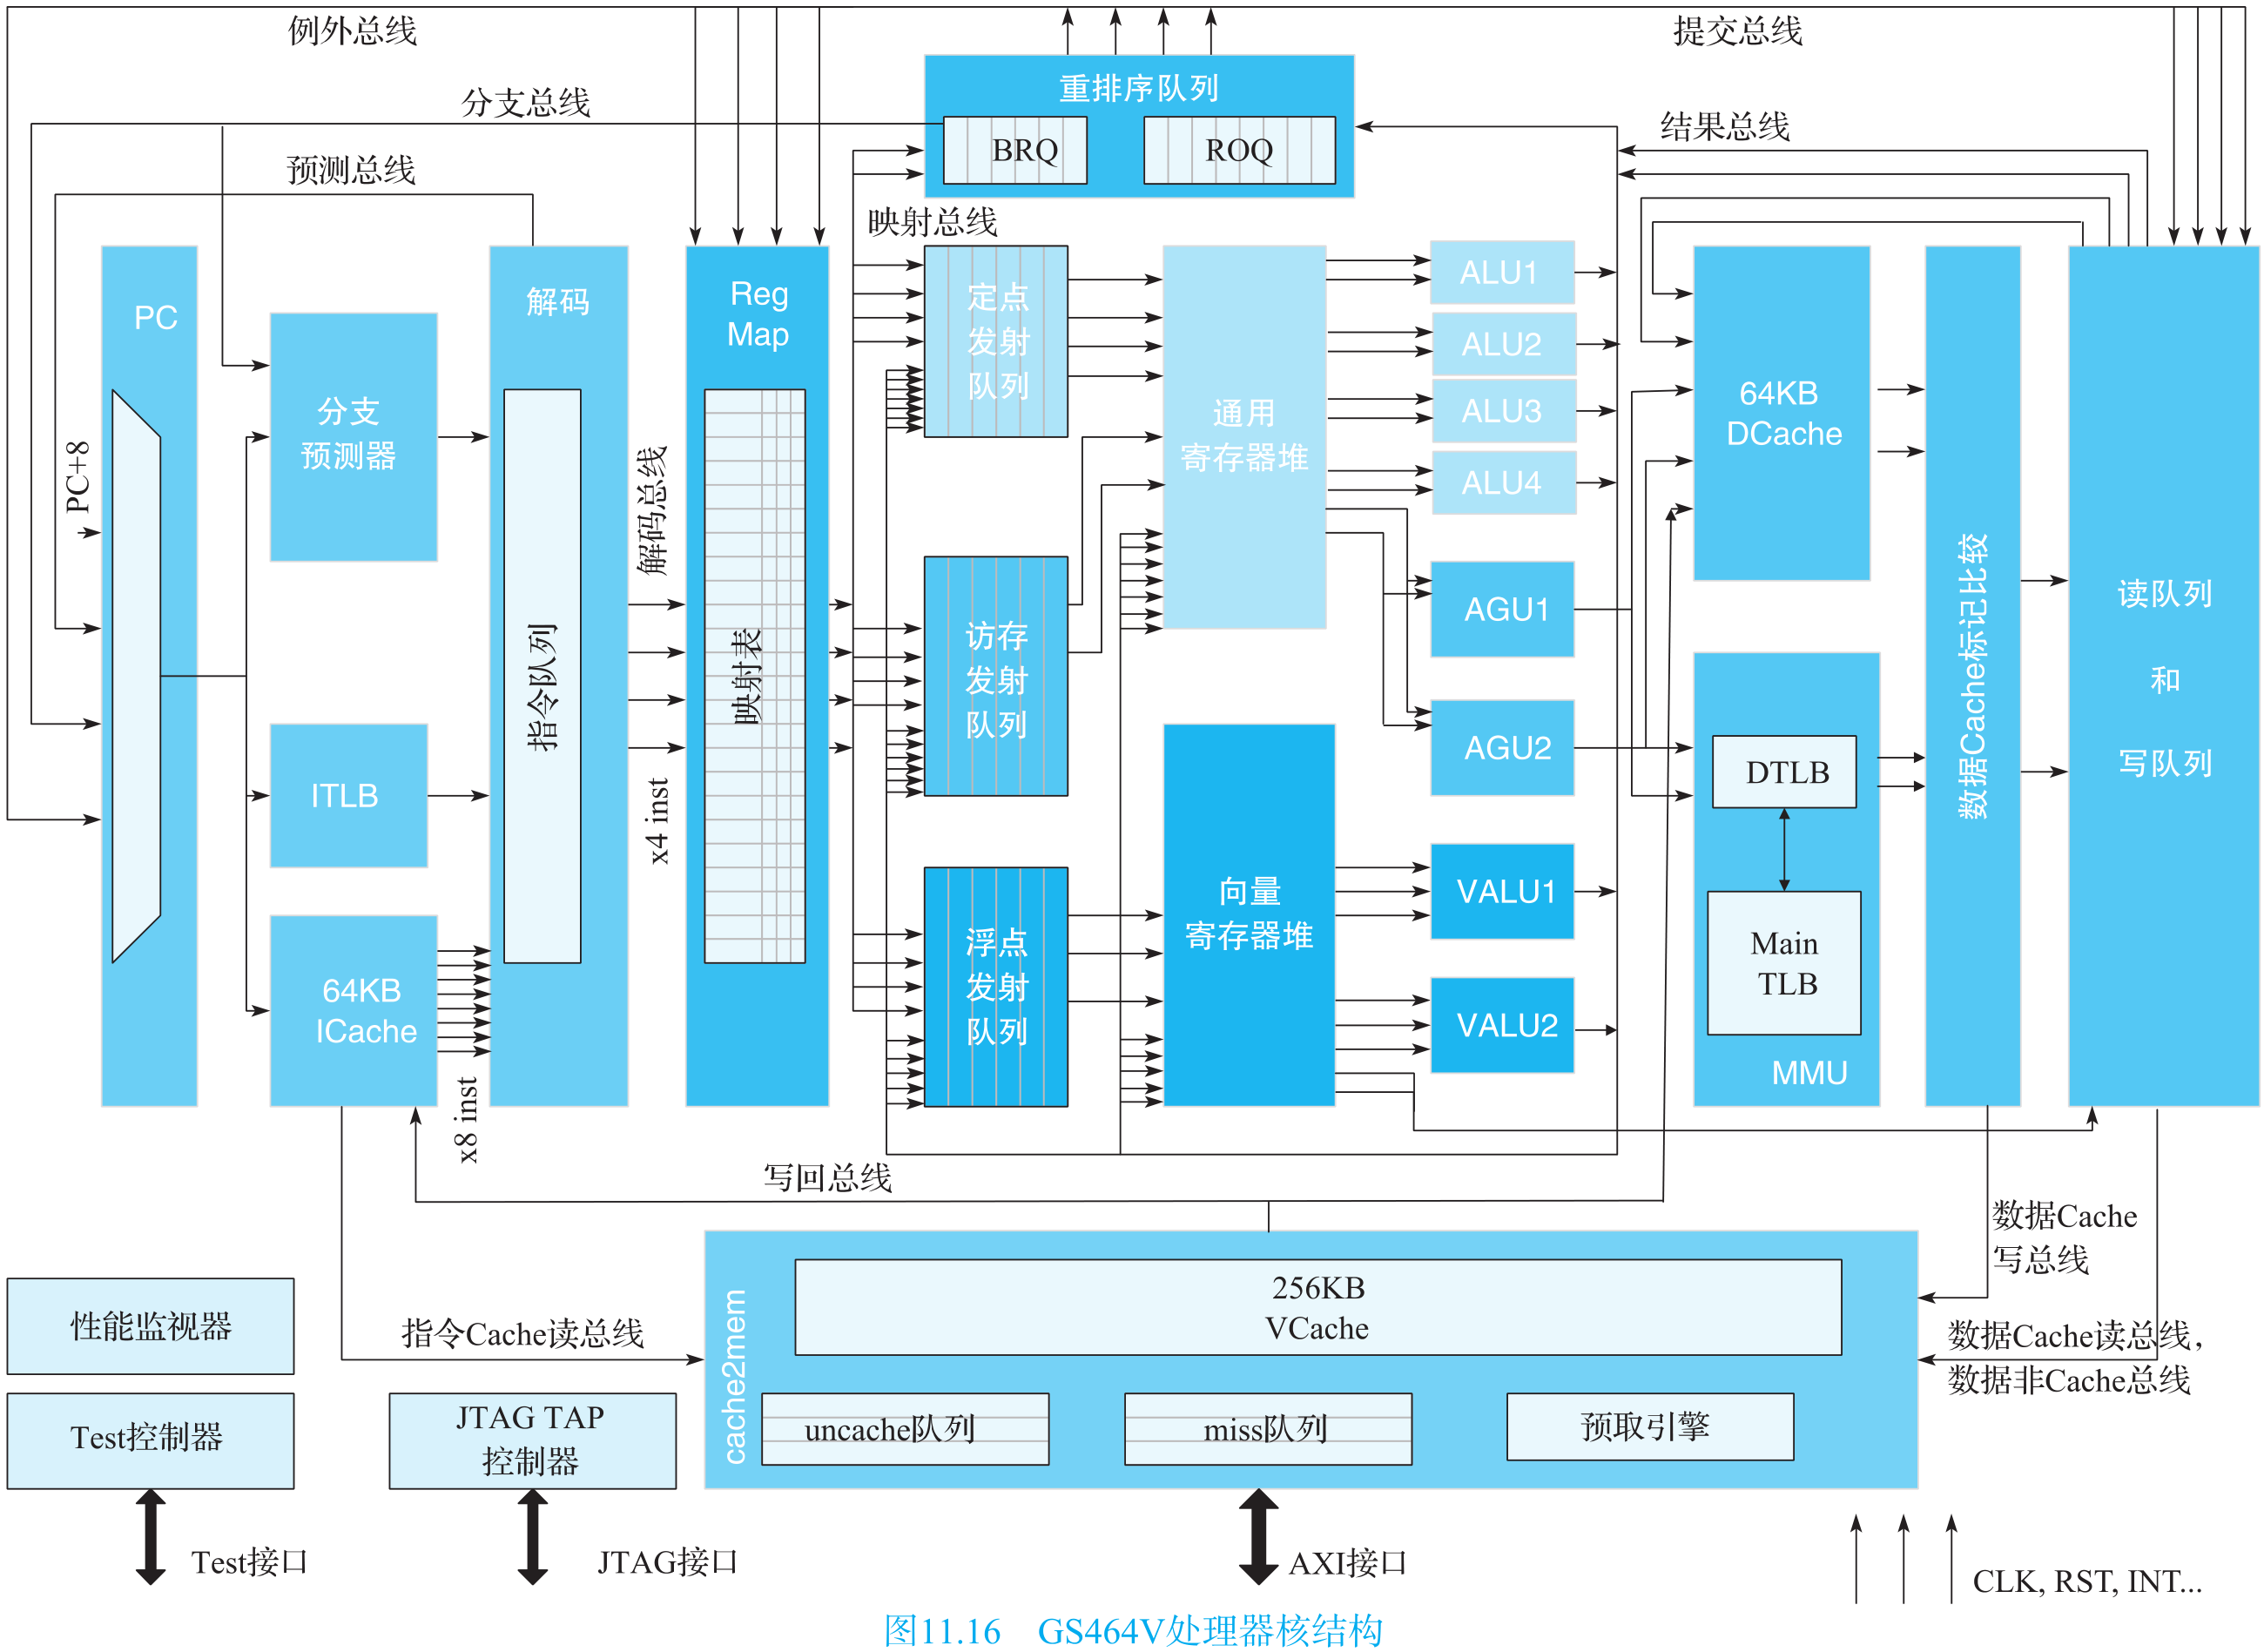 例外总线
提交总线
重排序队列
分支总线
BRQ
ROQ
结果总线
预测总线
映射总线
PC
解码
Reg
Map
定点
发射
队列
通用
寄存器堆
ALU1
ALU2
ALU3
ALU4
64KB
DCache
分支
预测器
PC+8
解码总线
指令队列
映射表
访存
发射
队列
AGU1
AGU2
数据Cache标记比较
读队列
和
写队列
ITLB
x4 inst
DTLB
Main
TLB
MMU
向量
寄存器堆
VALU1
VALU2
浮点
发射
队列
64KB
ICache
x8 inst
写回总线
数据Cache
写总线
256KB
VCache
cache2mem
性能监视器
指令Cache读总线
数据Cache读总线,
数据非Cache总线
Test控制器
JTAG TAP
控制器
uncache队列
miss队列
预取引擎
Test接口
JTAG接口
AXI接口
CLK, RST, INT...
图11.16 GS464V处理器核结构